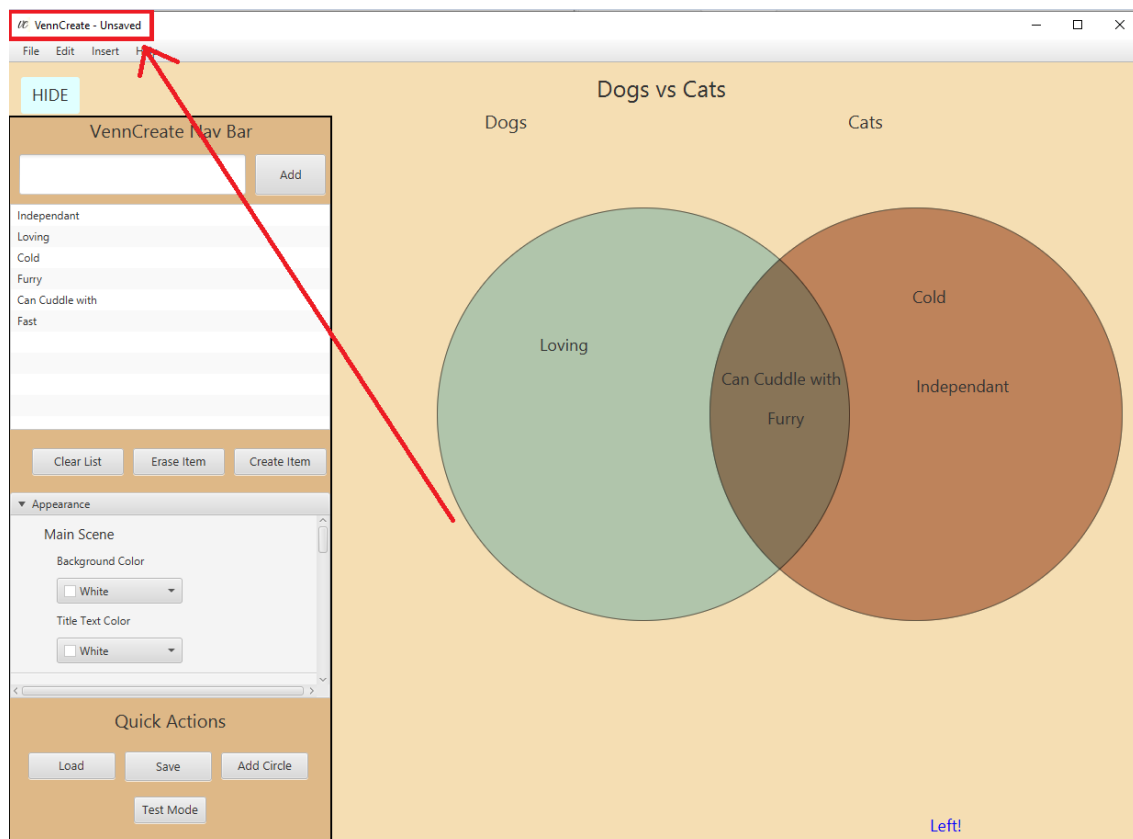 VennCreate - Unsaved
File Edit Insert H
HIDE
Dogs vs Cats
Dogs
Cats
VennCreate Nav Bar
Add
Independant
Loving
Cold
Furry
Can Cuddle with
Fast
Clear List
Erase Item
Create Item
Appearance
Main Scene
Background Color
White
Title Text Color
White
Quick Actions
Load
Save
Add Circle
Test Mode
Loving
Can Cuddle with
Furry
Cold
Independant
Left!